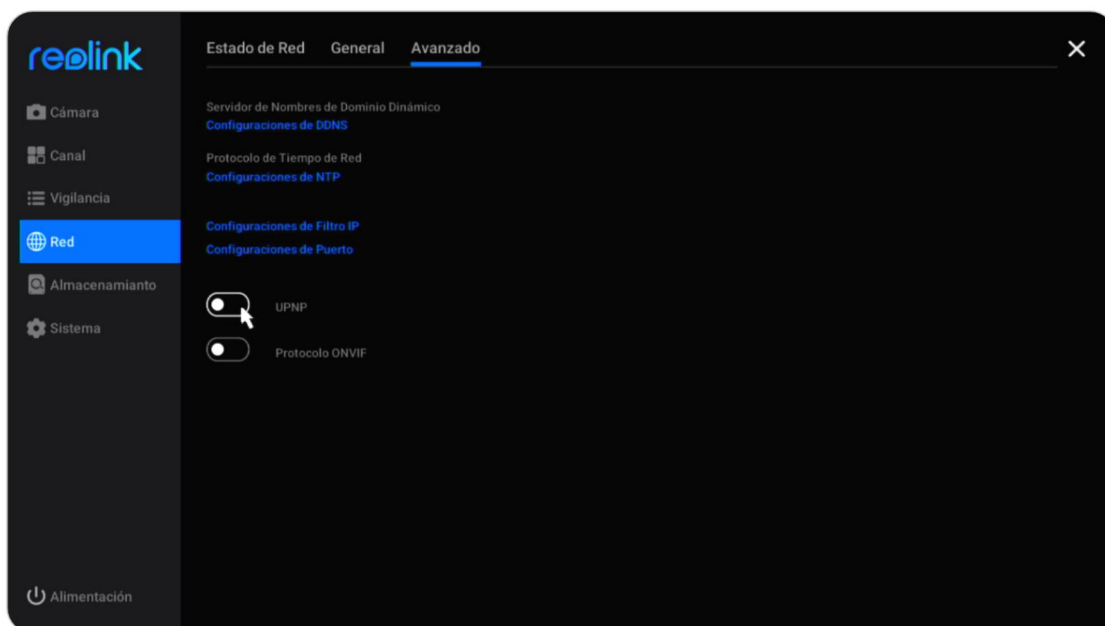 reolink
Estado de Red General Avanzado
Cámara
Canal
Vigilancia
Red
Almacenamianto
Sistema
Alimentación
Servidor de Nombres de Dominio Dinámico
Configuraciones de DDNS
Protocolo de Tiempo de Red
Configuraciones de NTP
Configuraciones de Filtro IP
Configuraciones de Puerto
UPNP
Protocolo ONVIF